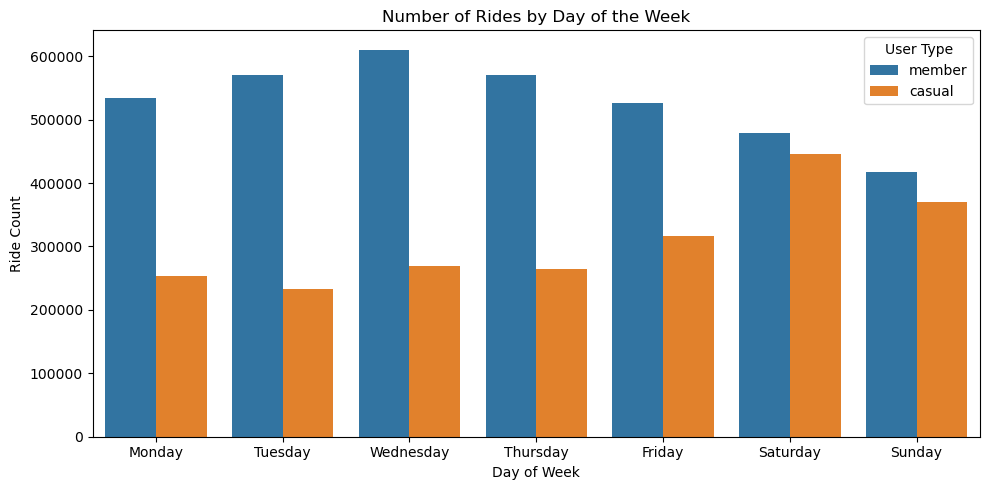 Number of Rides by Day of the Week
User Type
member
casual
600000
500000
400000
300000
200000
100000
0
Ride Count
Monday Tuesday Wednesday Thursday Friday Saturday Sunday
Day of Week